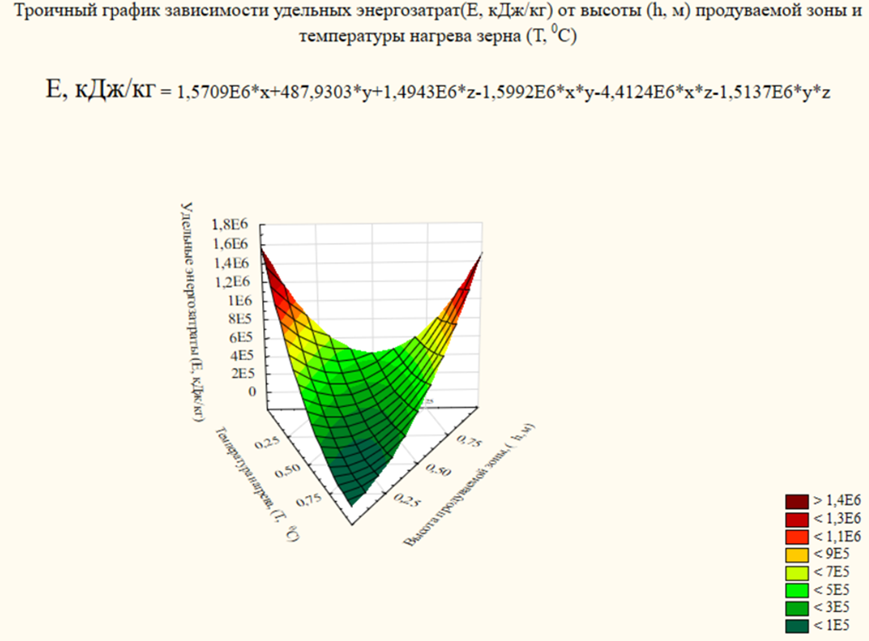 Троичный график зависимости удельных энергозатрат(E, кДж/кг) от высоты (h, м) продуваемой зоны и
температуры нагрева зерна (T, ⁰C)
E, кДж/кг = 1,5709E6*x+487,9303*y+1,4943E6*z-1,5992E6*x*y-4,4124E6*x*z-1,5137E6*y*z
Удельные энергозатраты(E, кДж/кг)
1,8E6
1,6E6
1,4E6
1,2E6
1E6
8E5
6E5
4E5
2E5
0
Температура нагрева, (T, ⁰C)
0,25
0,50
0,75
Высота продуваемой зоны, ( h, м)
0,75
0,50
0,25
> 1,4E6
< 1,3E6
< 1,1E6
< 9E5
< 7E5
< 5E5
< 3E5
< 1E5